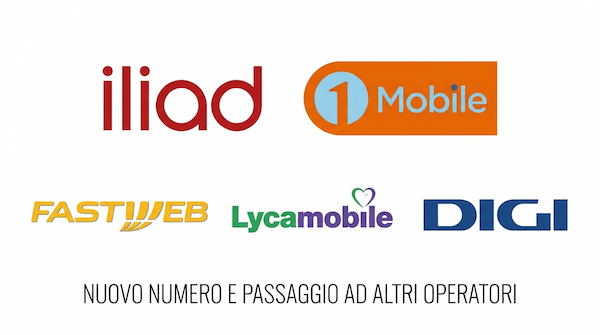 iliad
1 Mobile
FASTWEB
Lycamobile
DIGI
NUOVO NUMERO E PASSAGGIO AD ALTRI OPERATORI